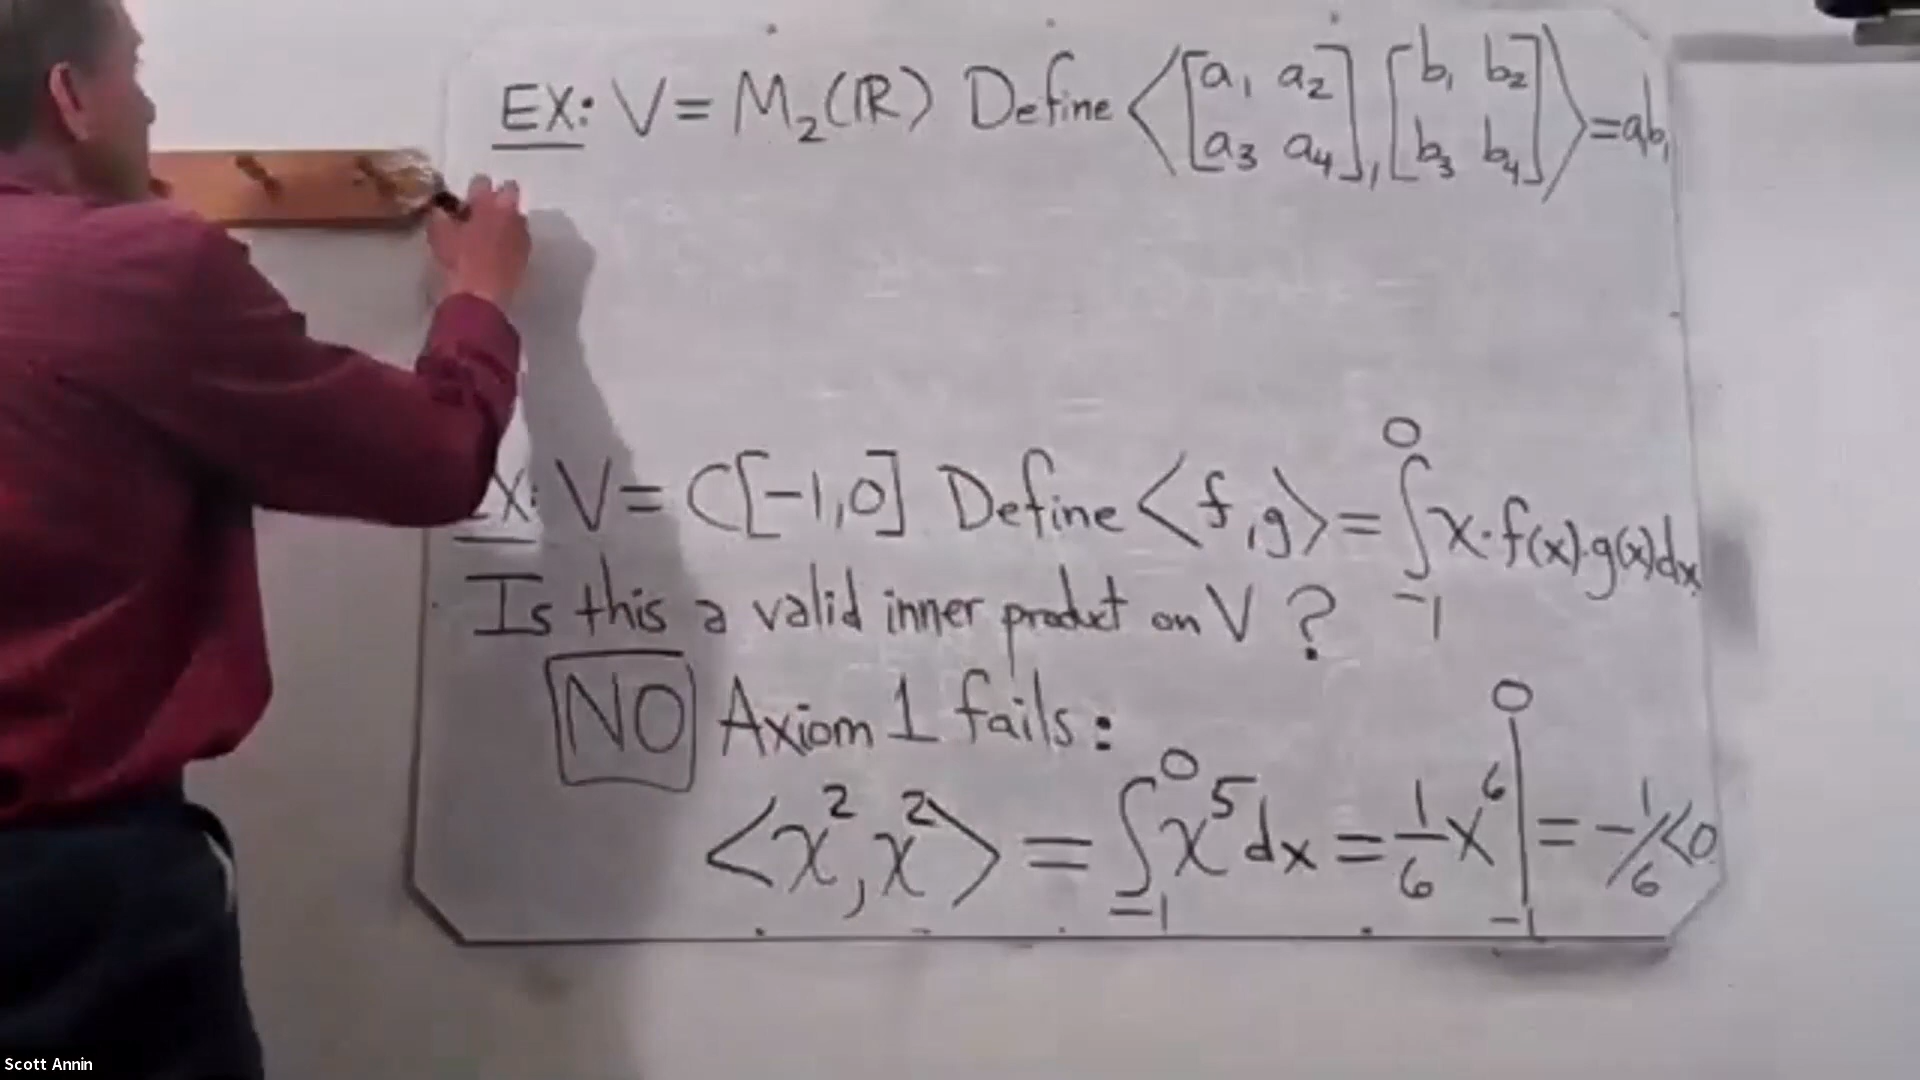 EX: V = M₂(ℝ) Define ⟨[a₁ a₂; a₃ a₄], [b₁ b₂; b₃ b₄]⟩ = a b₁
EX: V = C[-1,0] Define ⟨f,g⟩ = ∫₋₁⁰ x·f(x)·g(x)dx
Is this a valid inner product on V?
NO Axiom 1 fails:
⟨x²,x²⟩ = ∫₋₁⁰ x⁵dx = 1/6 x⁶ |₋₁⁰ = -1/6 < 0
Scott Annin